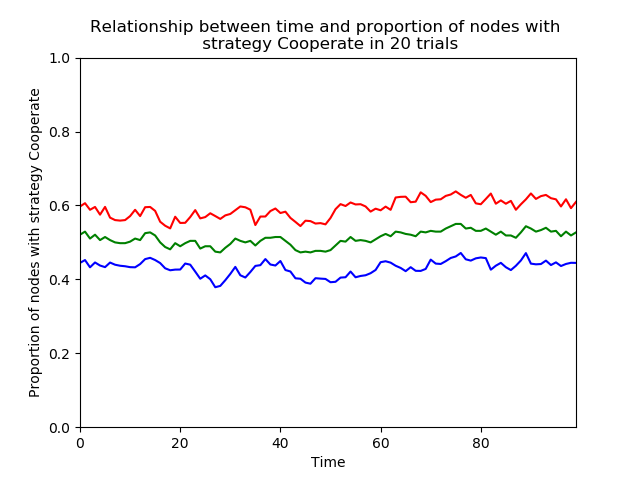 Relationship between time and proportion of nodes with
strategy Cooperate in 20 trials
Proportion of nodes with strategy Cooperate
1.0
0.8
0.6
0.4
0.2
0.0
0
20
40
60
80
Time